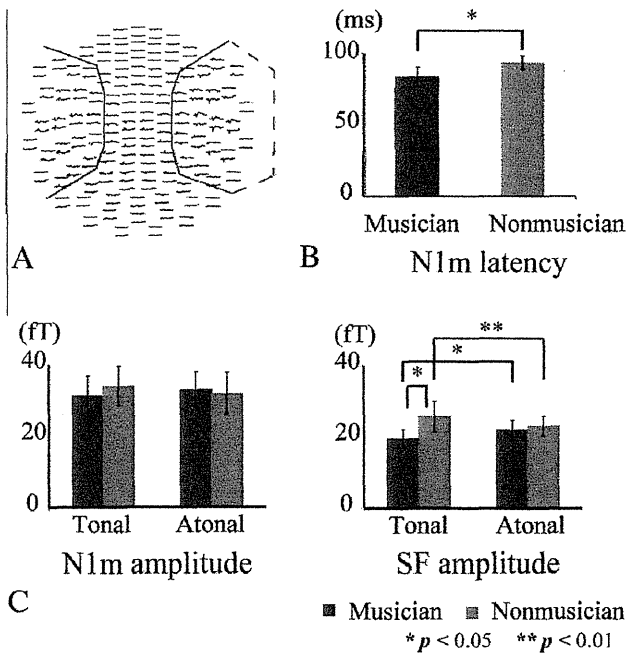 (ms)
*
100
50
0
Musician Nonmusician
A
B
N1m latency
(fT)
40
20
0
Tonal Atonal
N1m amplitude
(fT)
**
*
*
40
20
0
Tonal Atonal
SF amplitude
C
■ Musician ■ Nonmusician
*p < 0.05 **p < 0.01